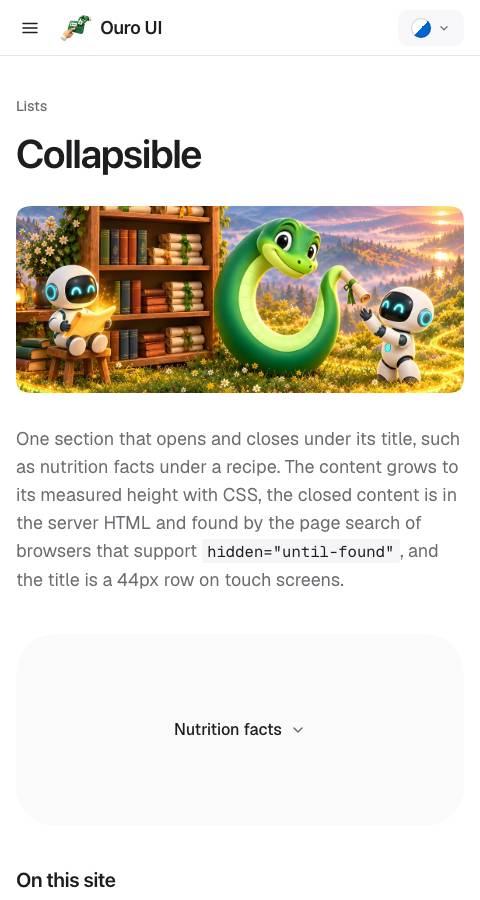 Ouro UI
Lists
Collapsible
One section that opens and closes under its title, such
as nutrition facts under a recipe. The content grows to
its measured height with CSS, the closed content is in
the server HTML and found by the page search of
browsers that support hidden="until-found", and
the title is a 44px row on touch screens.
Nutrition facts
On this site